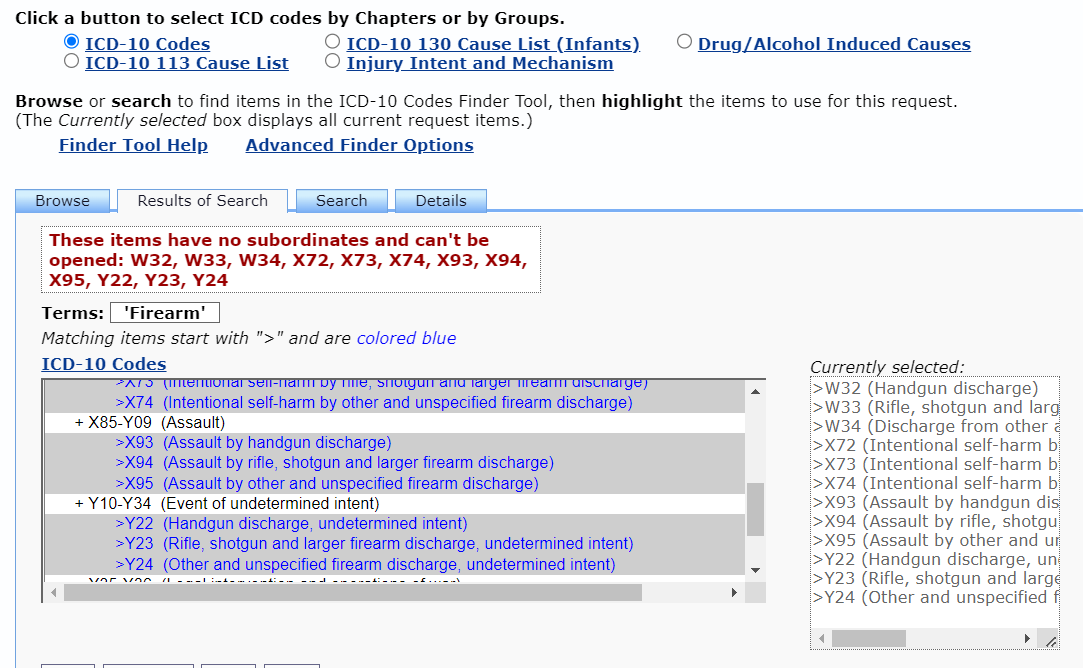 Click a button to select ICD codes by Chapters or by Groups.
ICD-10 Codes ICD-10 130 Cause List (Infants) Drug/Alcohol Induced Causes
ICD-10 113 Cause List Injury Intent and Mechanism
Browse or search to find items in the ICD-10 Codes Finder Tool, then highlight the items to use for this request.
(The Currently selected box displays all current request items.)
Finder Tool Help Advanced Finder Options
Browse Results of Search Search Details
These items have no subordinates and can't be
opened: W32, W33, W34, X72, X73, X74, X93, X94,
X95, Y22, Y23, Y24
Terms: 'Firearm'
Matching items start with ">" and are colored blue
ICD-10 Codes
>X73 (Intentional self-harm by rifle, shotgun and larger firearm discharge)
>X74 (Intentional self-harm by other and unspecified firearm discharge)
+ X85-Y09 (Assault)
>X93 (Assault by handgun discharge)
>X94 (Assault by rifle, shotgun and larger firearm discharge)
>X95 (Assault by other and unspecified firearm discharge)
+ Y10-Y34 (Event of undetermined intent)
>Y22 (Handgun discharge, undetermined intent)
>Y23 (Rifle, shotgun and larger firearm discharge, undetermined intent)
>Y24 (Other and unspecified firearm discharge, undetermined intent)
Y35-Y36 (Legal intervention and operations of war)
Currently selected:
>W32 (Handgun discharge)
>W33 (Rifle, shotgun and larg
>W34 (Discharge from other a
>X72 (Intentional self-harm b
>X73 (Intentional self-harm b
>X74 (Intentional self-harm b
>X93 (Assault by handgun dis
>X94 (Assault by rifle, shotgu
>X95 (Assault by other and un
>Y22 (Handgun discharge, un
>Y23 (Rifle, shotgun and large
>Y24 (Other and unspecified f